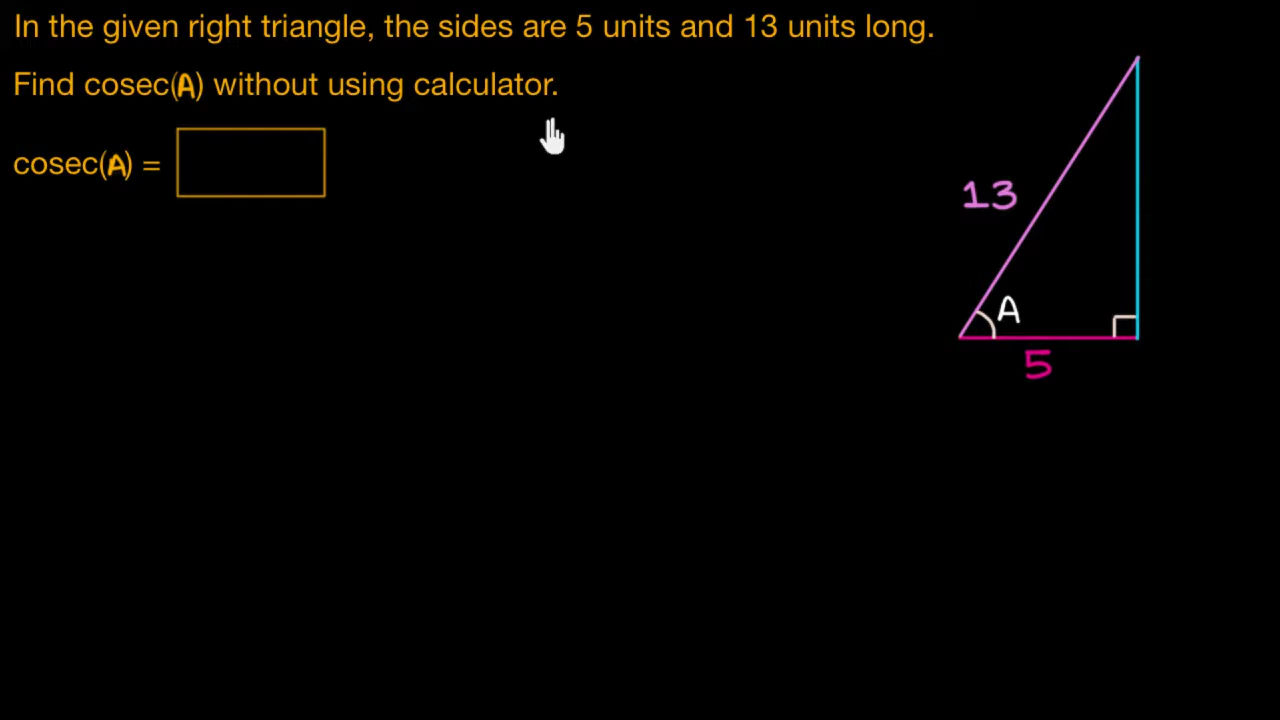 In the given right triangle, the sides are 5 units and 13 units long.
Find cosec(A) without using calculator.
cosec(A) =
13
A
5